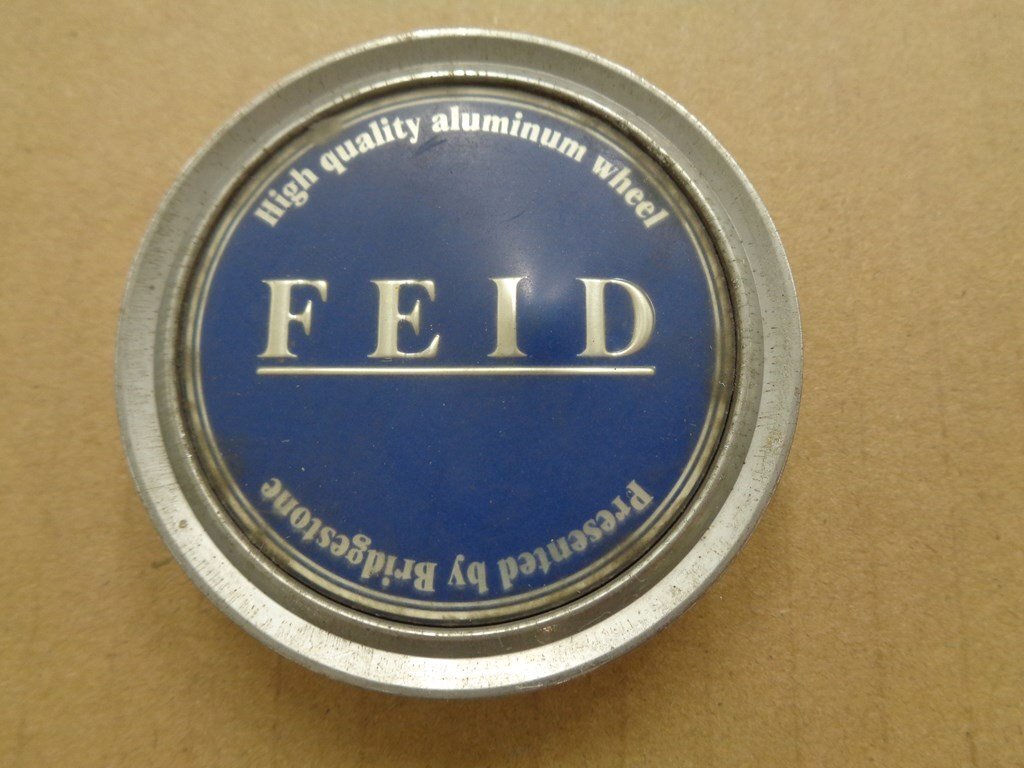 High quality aluminum wheel
FEID
Presented by Bridgestone